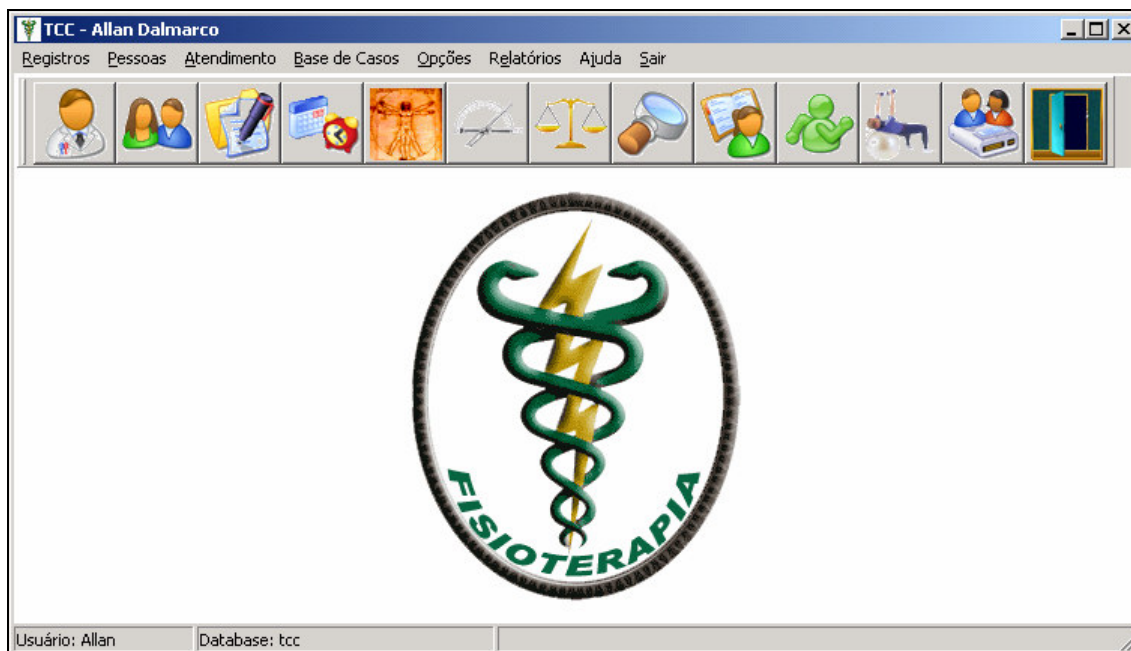 TCC - Allan Dalmarco
Registros Pessoas Atendimento Base de Casos Opções Relatórios Ajuda Sair
FISIOTERAPIA
Usuário: Allan Database: tcc